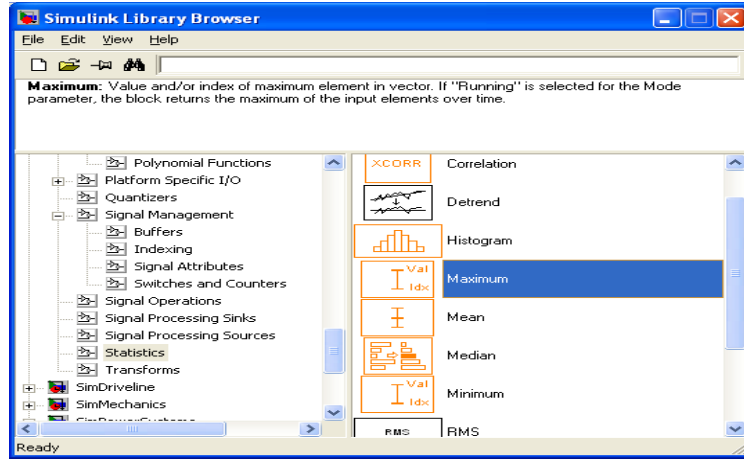 Simulink Library Browser
File Edit View Help
Maximum: Value and/or index of maximum element in vector. If "Running" is selected for the Mode
parameter, the block returns the maximum of the input elements over time.
Polynomial Functions
Platform Specific I/O
Quantizers
Signal Management
Buffers
Indexing
Signal Attributes
Switches and Counters
Signal Operations
Signal Processing Sinks
Signal Processing Sources
Statistics
Transforms
SimDriveline
SimMechanics
SimPowerSystems
XCORR Correlation
Detrend
Histogram
Val
Idx Maximum
Mean
Median
Val
Idx Minimum
RMS RMS
Ready